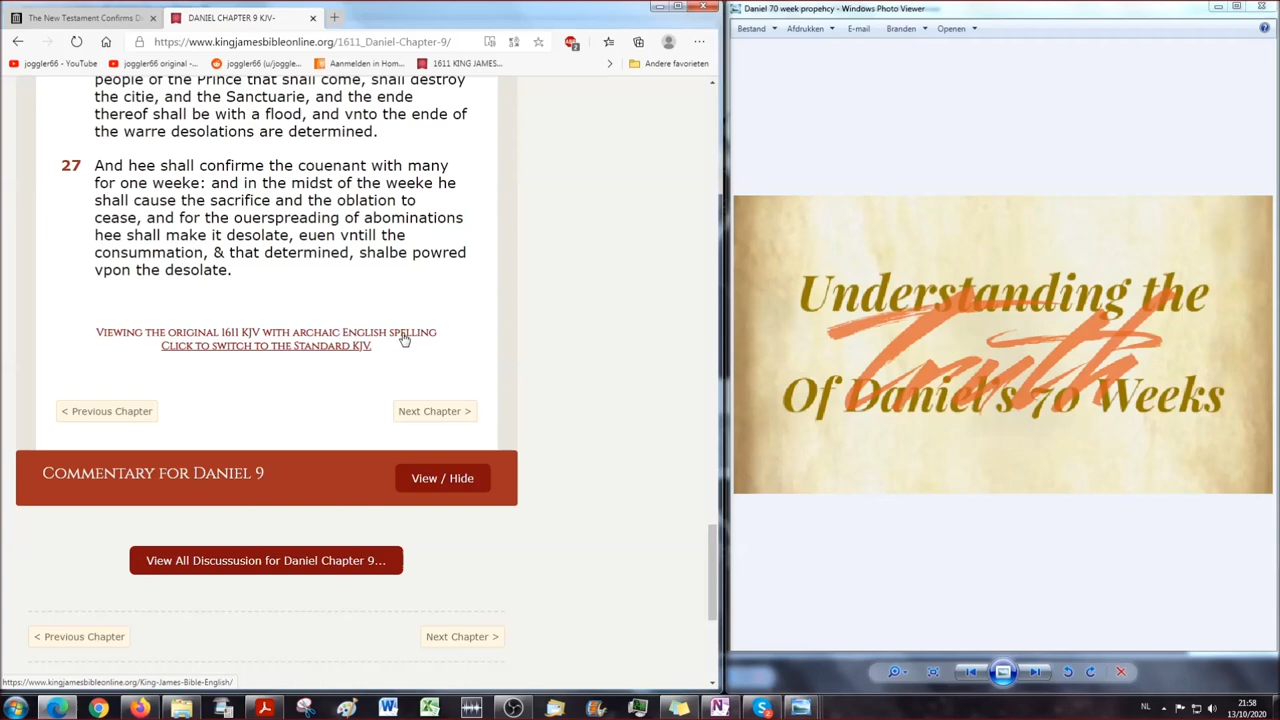 The New Testament Confirms D
DANIEL CHAPTER 9 KJV-
https://www.kingjamesbibleonline.org/1611_Daniel-Chapter-9/
2
joggler66 - YouTube
joggler66 original -...
joggler66 (u/joggle...
Aanmelden in Hom...
1611 KING JAMES...
Andere favorieten
people of the Prince that shall come, shall destroy
the citie, and the Sanctuarie, and the ende
thereof shall be with a flood, and vnto the ende of
the warre desolations are determined.
27 And hee shall confirme the couenant with many
for one weeke: and in the midst of the weeke he
shall cause the sacrifice and the oblation to
cease, and for the ouerspreading of abominations
hee shall make it desolate, euen vntill the
consummation, & that determined, shalbe powred
vpon the desolate.
Viewing the original 1611 KJV with archaic English spelling
Click to switch to the Standard KJV.
< Previous Chapter
Next Chapter >
Commentary for Daniel 9
View / Hide
View All Discussusion for Daniel Chapter 9...
< Previous Chapter
Next Chapter >
https://www.kingjamesbibleonline.org/King-James-Bible-English/
Daniel 70 week propehcy - Windows Photo Viewer
Bestand
Afdrukken
E-mail
Branden
Openen
Understanding the
Truth
Of Daniel's 70 Weeks
NL
21:58
13/10/2020